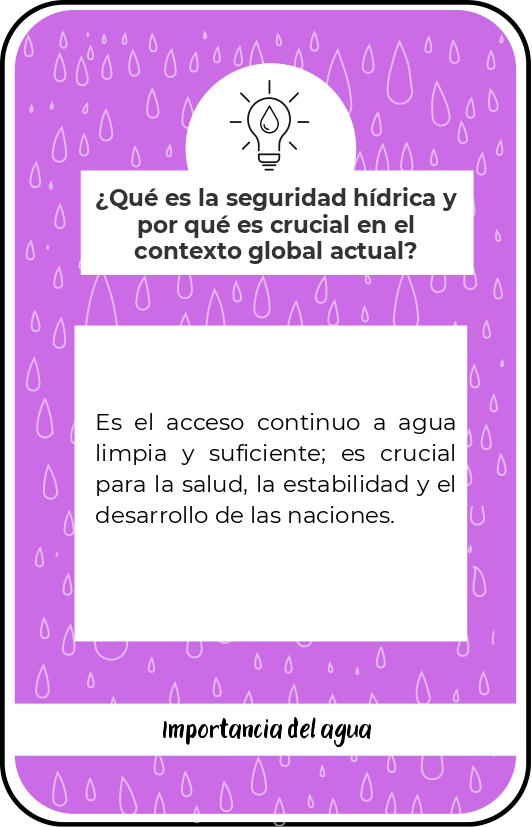 ¿Qué es la seguridad hídrica y
por qué es crucial en el
contexto global actual?
Es el acceso continuo a agua
limpia y suficiente; es crucial
para la salud, la estabilidad y el
desarrollo de las naciones.
Importancia del agua